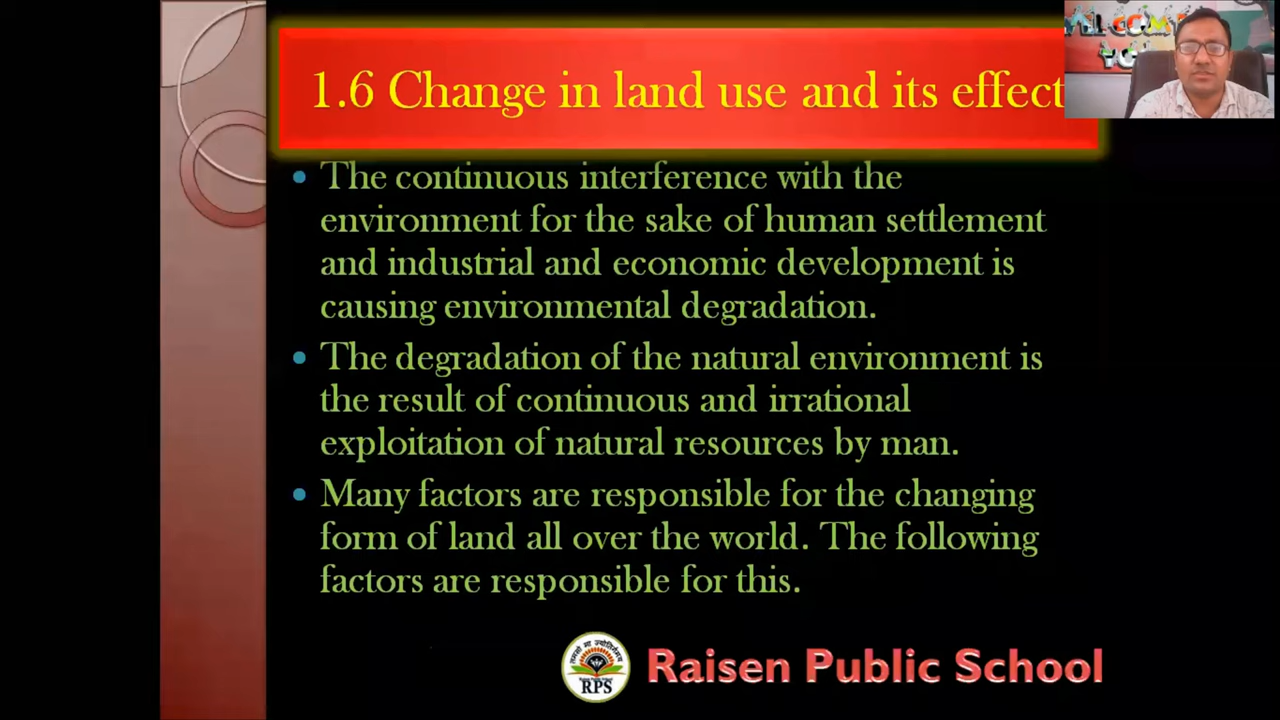 1.6 Change in land use and its effect
The continuous interference with the
environment for the sake of human settlement
and industrial and economic development is
causing environmental degradation.
The degradation of the natural environment is
the result of continuous and irrational
exploitation of natural resources by man.
Many factors are responsible for the changing
form of land all over the world. The following
factors are responsible for this.
तमसो मा ज्योतिर्गमय
RPS
Raisen Public School